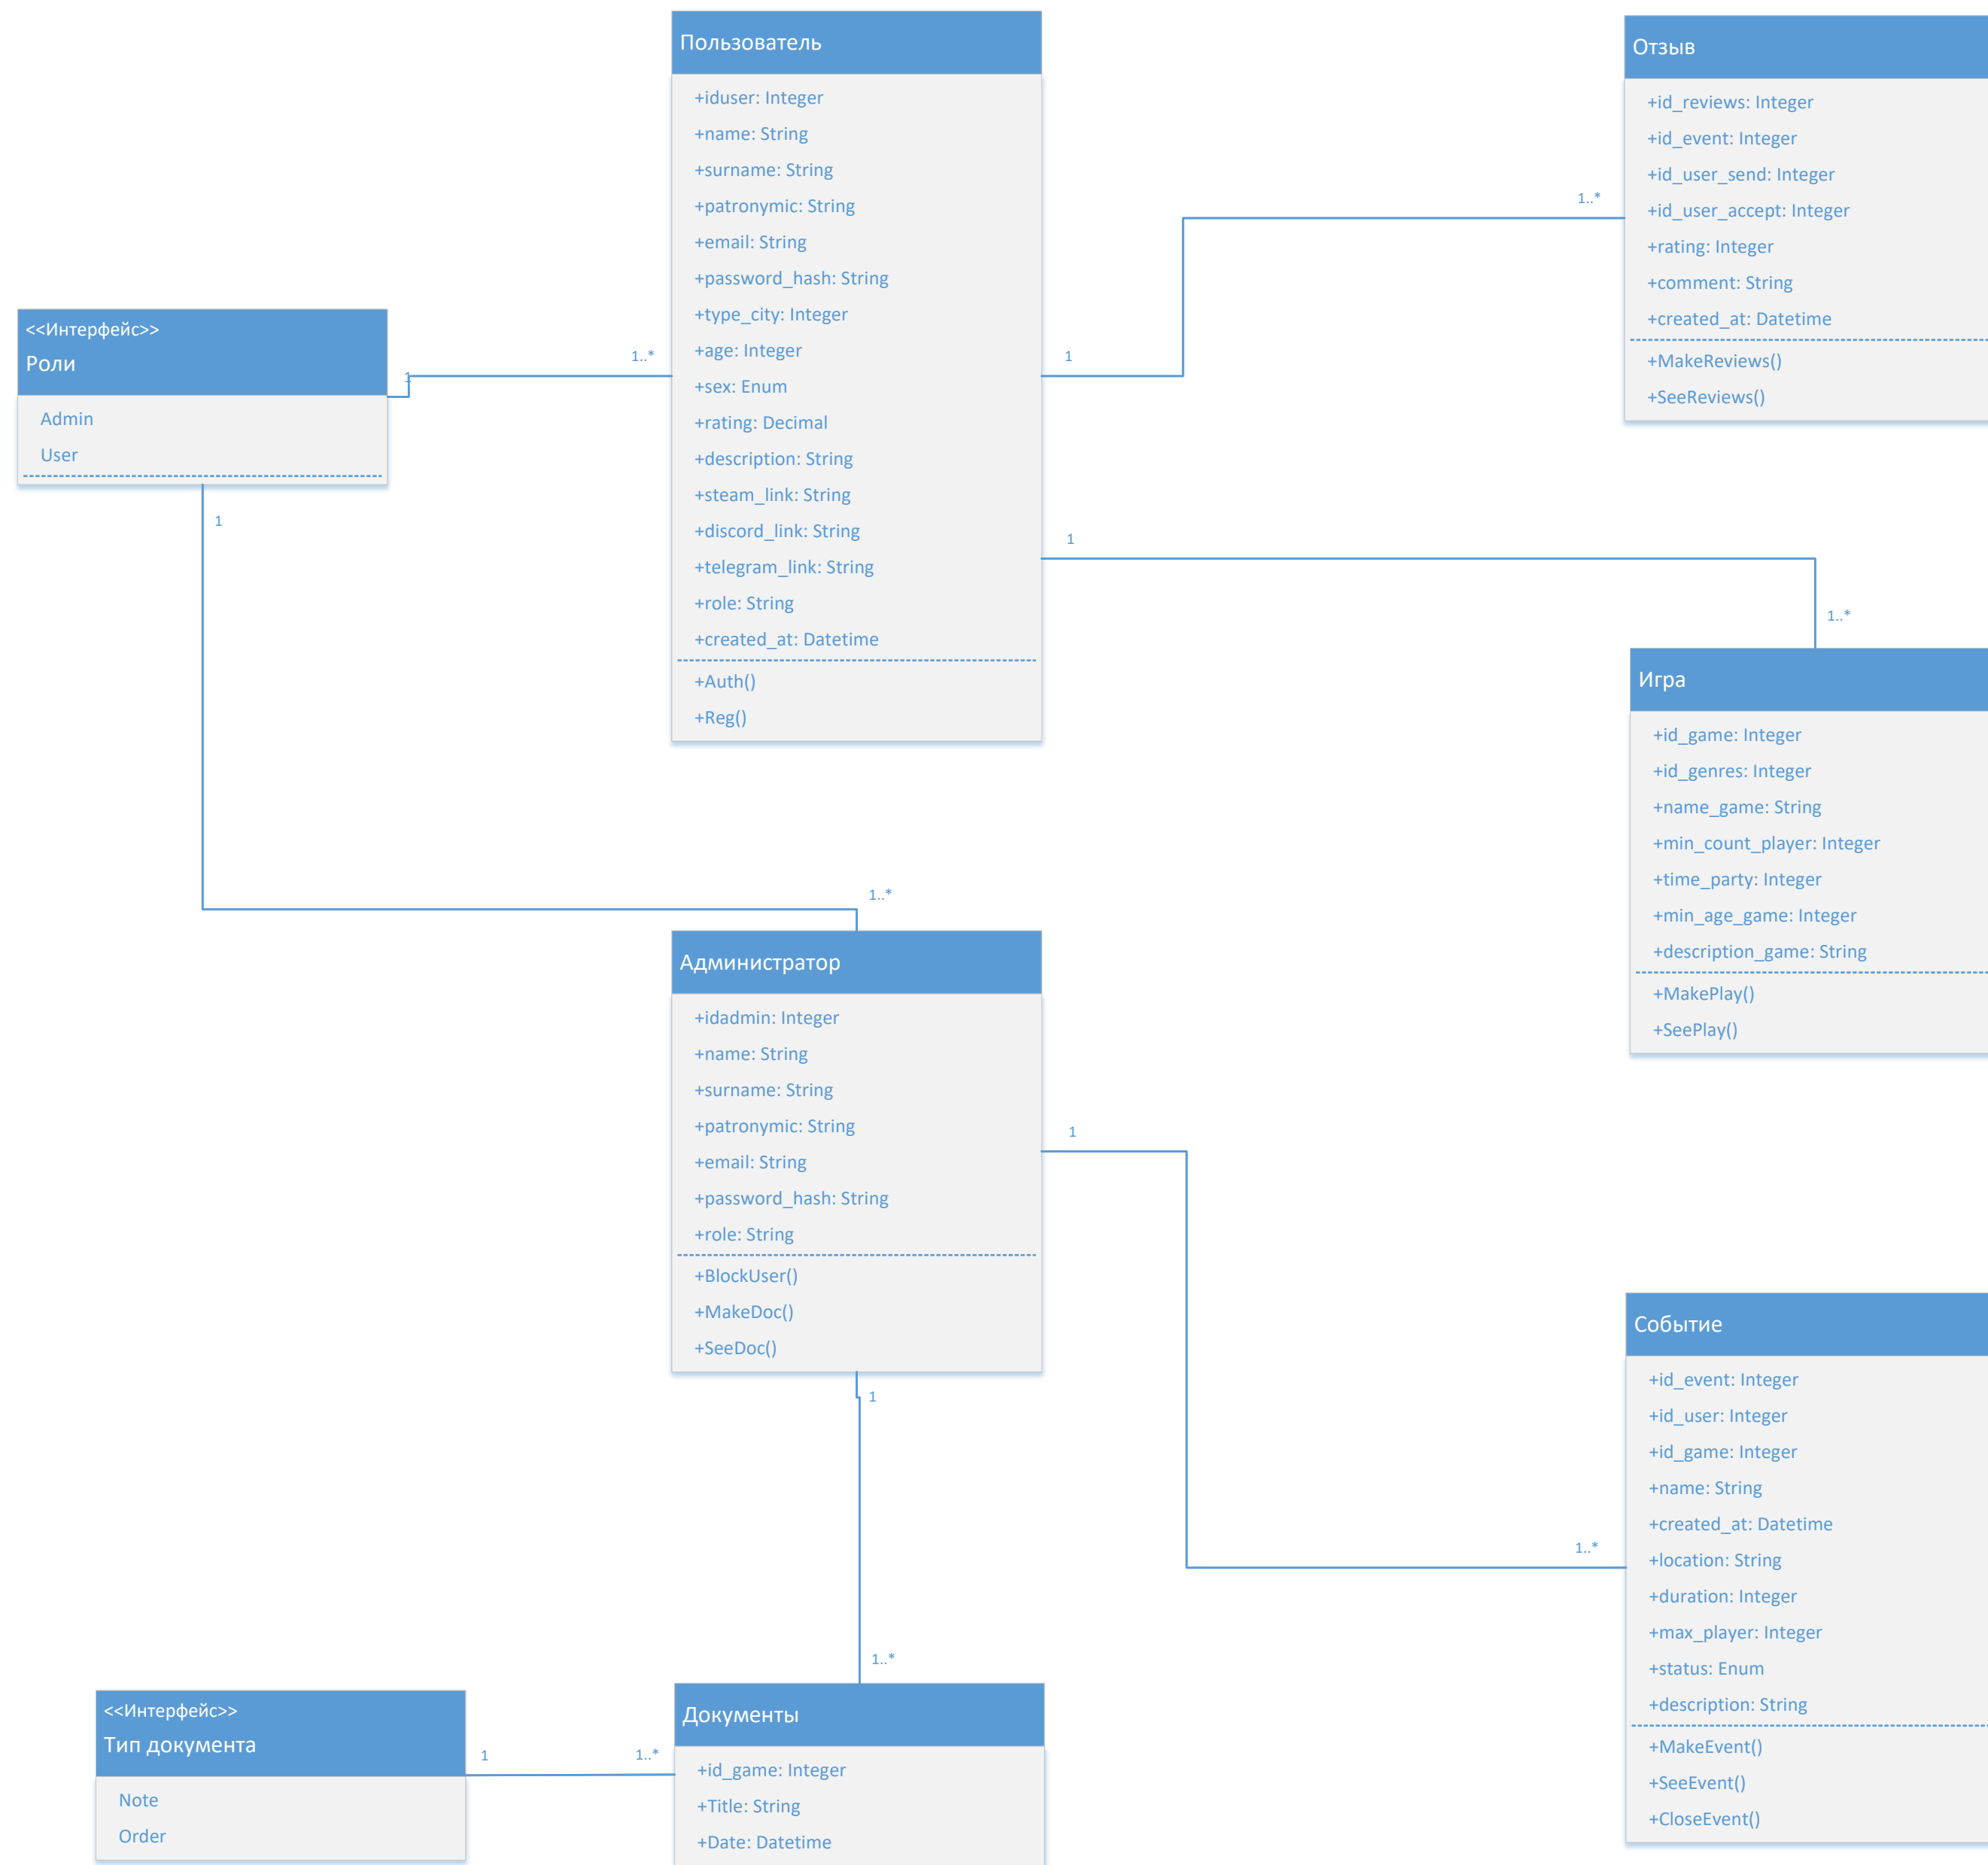 Пользователь
+iduser: Integer
+name: String
+surname: String
+patronymic: String
+email: String
+password_hash: String
+type_city: Integer
+age: Integer
+sex: Enum
+rating: Decimal
+description: String
+steam_link: String
+discord_link: String
+telegram_link: String
+role: String
+created_at: Datetime
+Auth()
+Reg()
Отзыв
+id_reviews: Integer
+id_event: Integer
+id_user_send: Integer
+id_user_accept: Integer
+rating: Integer
+comment: String
+created_at: Datetime
+MakeReviews()
+SeeReviews()
1..*
1
<<Интерфейс>>
Роли
Admin
User
1
1..*
1
1
1..*
Игра
+id_game: Integer
+id_genres: Integer
+name_game: String
+min_count_player: Integer
+time_party: Integer
+min_age_game: Integer
+description_game: String
+MakePlay()
+SeePlay()
1..*
Администратор
+idadmin: Integer
+name: String
+surname: String
+patronymic: String
+email: String
+password_hash: String
+role: String
+BlockUser()
+MakeDoc()
+SeeDoc()
1
1
1..*
Событие
+id_event: Integer
+id_user: Integer
+id_game: Integer
+name: String
+created_at: Datetime
+location: String
+duration: Integer
+max_player: Integer
+status: Enum
+description: String
+MakeEvent()
+SeeEvent()
+CloseEvent()
1..*
<<Интерфейс>>
Тип документа
Note
Order
1
1..*
Документы
+id_game: Integer
+Title: String
+Date: Datetime